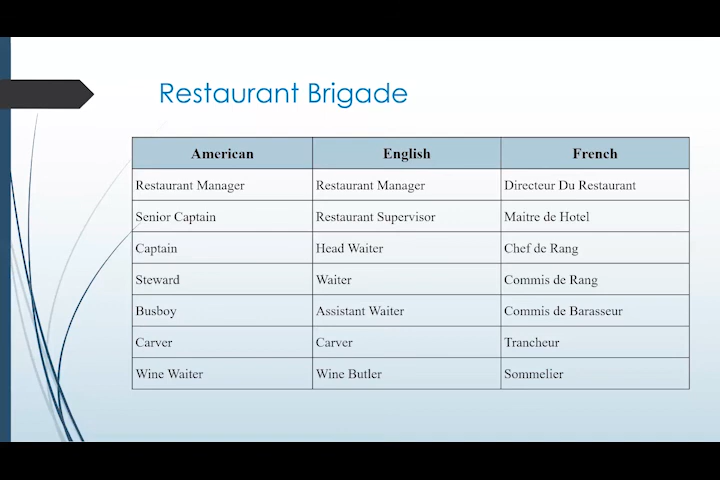 Restaurant Brigade
American English French
Restaurant Manager Restaurant Manager Directeur Du Restaurant
Senior Captain Restaurant Supervisor Maitre de Hotel
Captain Head Waiter Chef de Rang
Steward Waiter Commis de Rang
Busboy Assistant Waiter Commis de Barasseur
Carver Carver Trancheur
Wine Waiter Wine Butler Sommelier